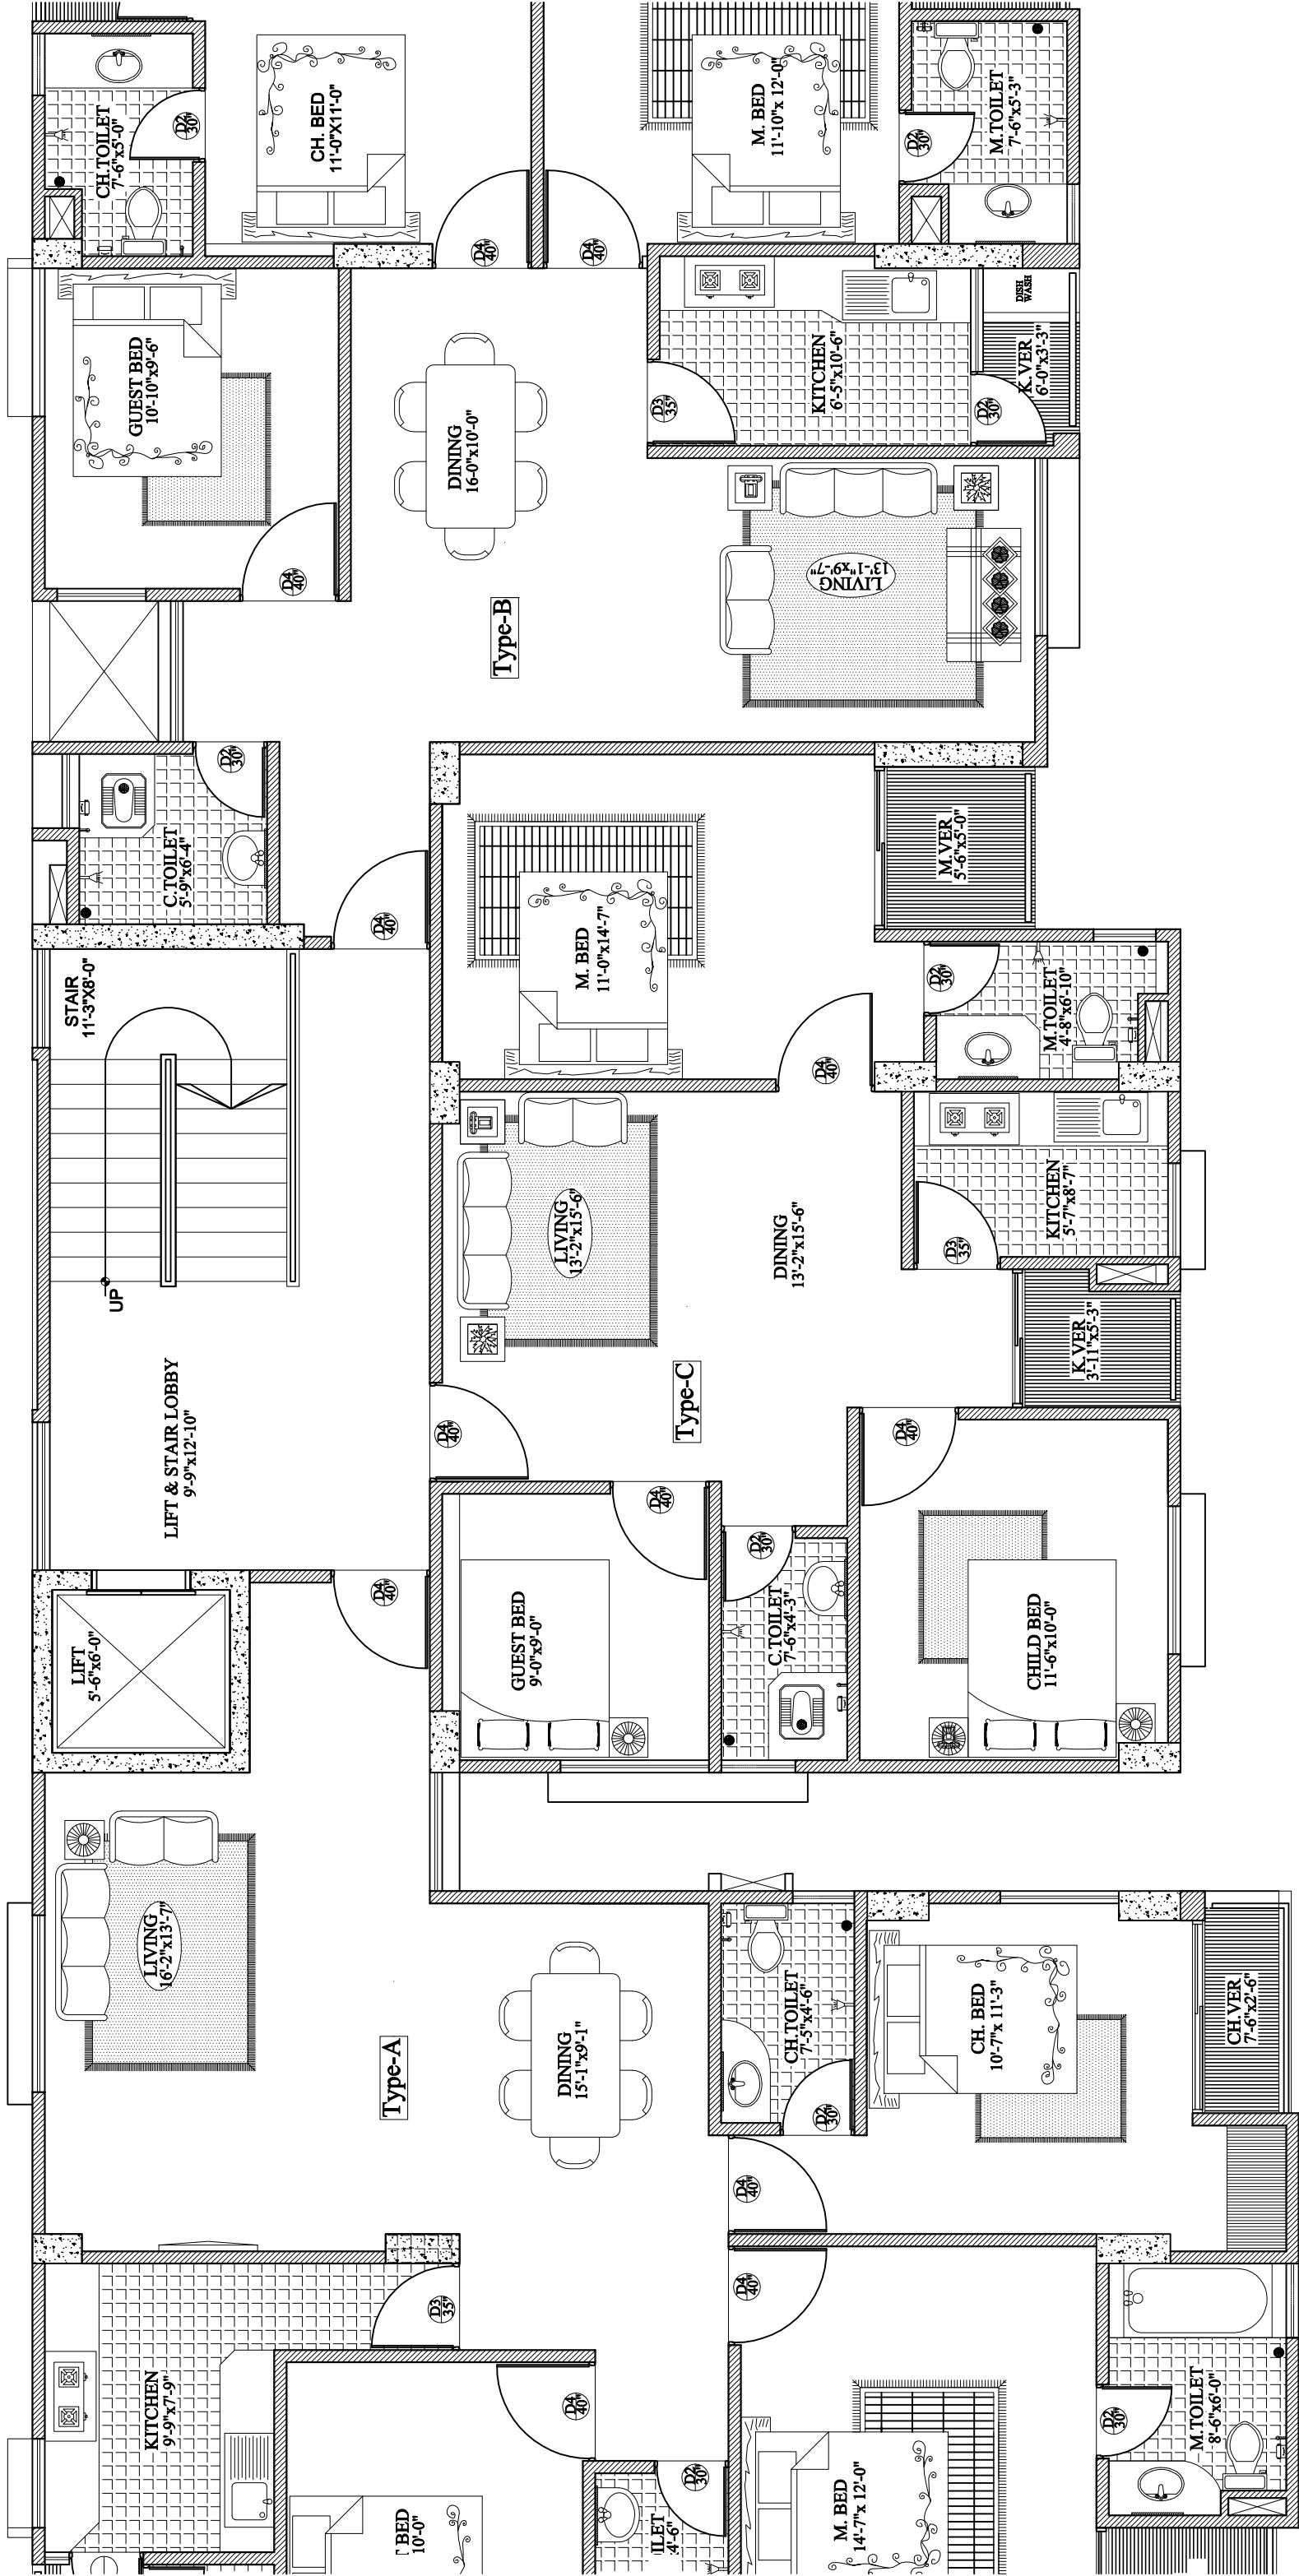 CH.TOILET
7'-6"x5'-0"
D2
30"
CH. BED
11'-0"X11'-0"
M. BED
11'-10"x 12'-0"
M.TOILET
7'-6"x5'-3"
D2
30"
D4
40"
D4
40"
GUEST BED
10'-10"x9'-6"
D4
40"
DINING
16-0"x10'-0"
KITCHEN
6'-5"x10'-6"
D3
35"
D2
30"
DISH
WASH
K.VER
6'-0"x3'-3"
LIVING
13'-1"x9'-7"
Type-B
D2
30"
C.TOILET
5'-9"x6'-4"
D4
40"
M. BED
11'-0"x14'-7"
M.VER
5'-6"x5'-0"
D2
30"
M.TOILET
4'-8"x6'-10"
D4
40"
STAIR
11'-3"X8'-0"
UP
LIFT & STAIR LOBBY
9'-9"x12'-10"
LIVING
13'-2"x15'-6"
DINING
13'-2"x15'-6"
KITCHEN
5'-7"x8'-7"
D3
35"
K.VER
3'-11"x5'-3"
Type-C
D4
40"
D4
40"
D4
40"
D4
40"
GUEST BED
9'-0"x9'-0"
D2
30"
C.TOILET
7'-6"x4'-3"
CHILD BED
11'-6"x10'-0"
LIFT
5'-6"x6'-0"
LIVING
16'-2"x13'-7"
Type-A
DINING
15'-1"x9'-1"
CH.TOILET
7'-5"x4'-6"
D2
30"
CH. BED
10'-7"x 11'-3"
CH.VER
7'-6"x2'-6"
D4
40"
D4
40"
D3
35"
KITCHEN
9'-9"x7'-9"
D4
40"
D2
30"
BED
10'-0"
ILET
4'-6"
M. BED
14'-7"x 12'-0"
D2
30"
M.TOILET
8'-6"x6'-0"